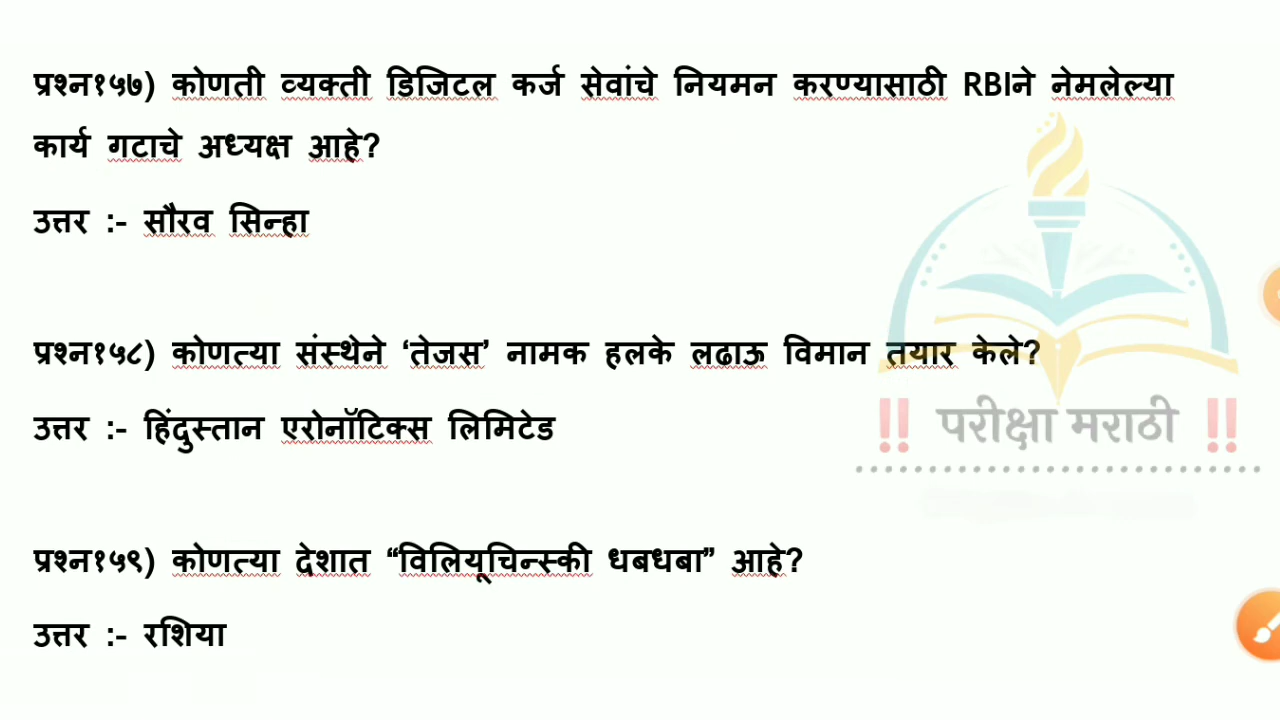 प्रश्न१५७) कोणती व्यक्ती डिजिटल कर्ज सेवांचे नियमन करण्यासाठी RBIने नेमलेल्या
कार्य गटाचे अध्यक्ष आहे?
उत्तर :- सौरव सिन्हा
प्रश्न१५८) कोणत्या संस्थेने ‘तेजस’ नामक हलके लढाऊ विमान तयार केले?
उत्तर :- हिंदुस्तान एरोनॉटिक्स लिमिटेड
!! परीक्षा मराठी !!
प्रश्न१५९) कोणत्या देशात “विलियूचिन्स्की धबधबा” आहे?
उत्तर :- रशिया